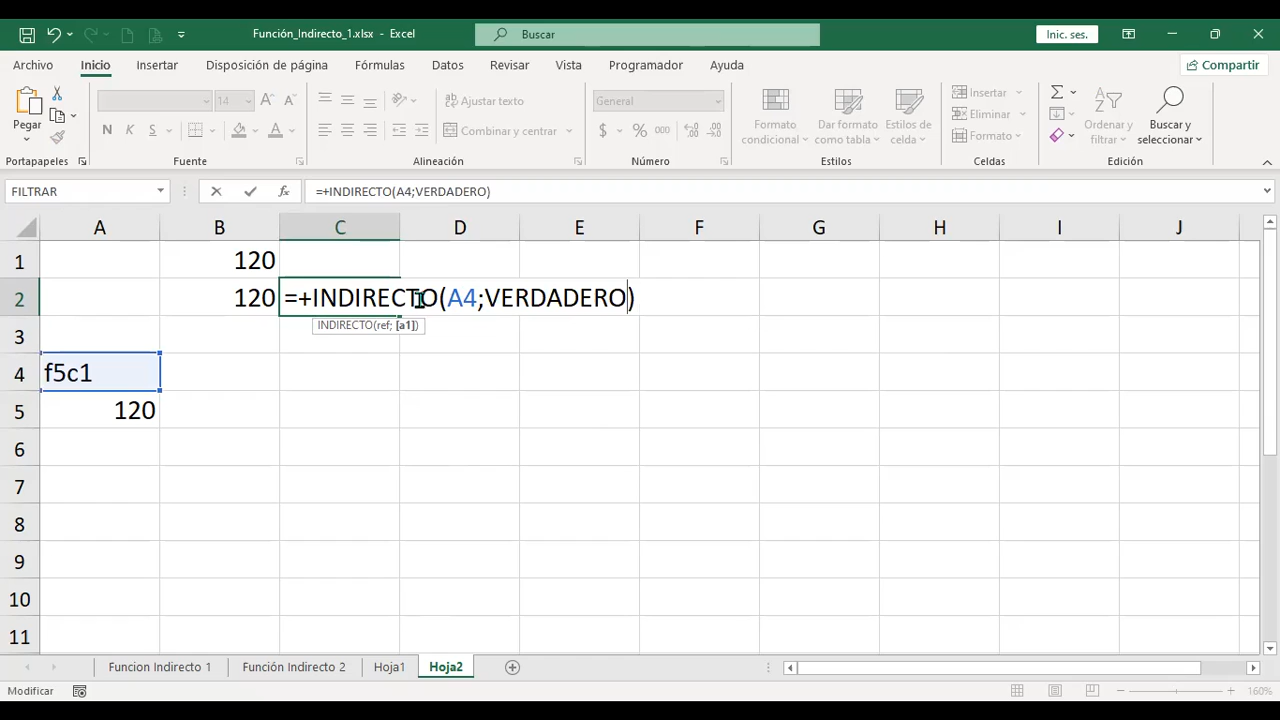 Función_Indirecto_1.xlsx - Excel
Buscar
Inic. ses.
Archivo Inicio Insertar Disposición de página Fórmulas Datos Revisar Vista Programador Ayuda
Compartir
Pegar
14
Ajustar texto
General
Insertar
N K S
Combinar y centrar
$ % 000
Eliminar
Formato condicional
Dar formato como tabla
Estilos de celda
Formato
Ordenar y filtrar
Buscar y seleccionar
Portapapeles Fuente Alineación Número Estilos Celdas Edición
FILTRAR
fx
=+INDIRECTO(A4;VERDADERO)
A B C D E F G H I J
1 120
2 120 =+INDIRECTO(A4;VERDADERO)
INDIRECTO(ref; [a1])
3
4 f5c1
5 120
6
7
8
9
10
11
Funcion Indirecto 1 Función Indirecto 2 Hoja1 Hoja2
Modificar
160%